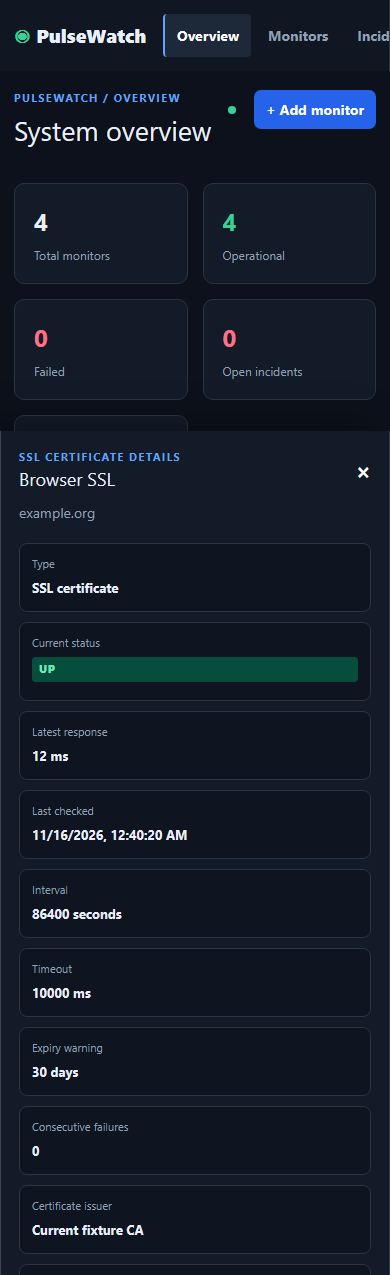 PulseWatch
Overview
Monitors
Incid
PULSEWATCH / OVERVIEW
System overview
+ Add monitor
4
Total monitors
4
Operational
0
Failed
0
Open incidents
SSL CERTIFICATE DETAILS
Browser SSL
×
example.org
Type
SSL certificate
Current status
UP
Latest response
12 ms
Last checked
11/16/2026, 12:40:20 AM
Interval
86400 seconds
Timeout
10000 ms
Expiry warning
30 days
Consecutive failures
0
Certificate issuer
Current fixture CA